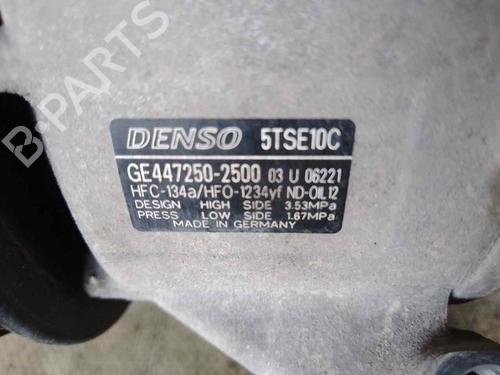 DENSO 5TSE10C
GE447250-2500 03 U 06221
HFC-134a/HFO-1234yf ND-OIL12
DESIGN HIGH SIDE 3.53MPa
PRESS LOW SIDE 1.67MPa
MADE IN GERMANY
B-PARTS